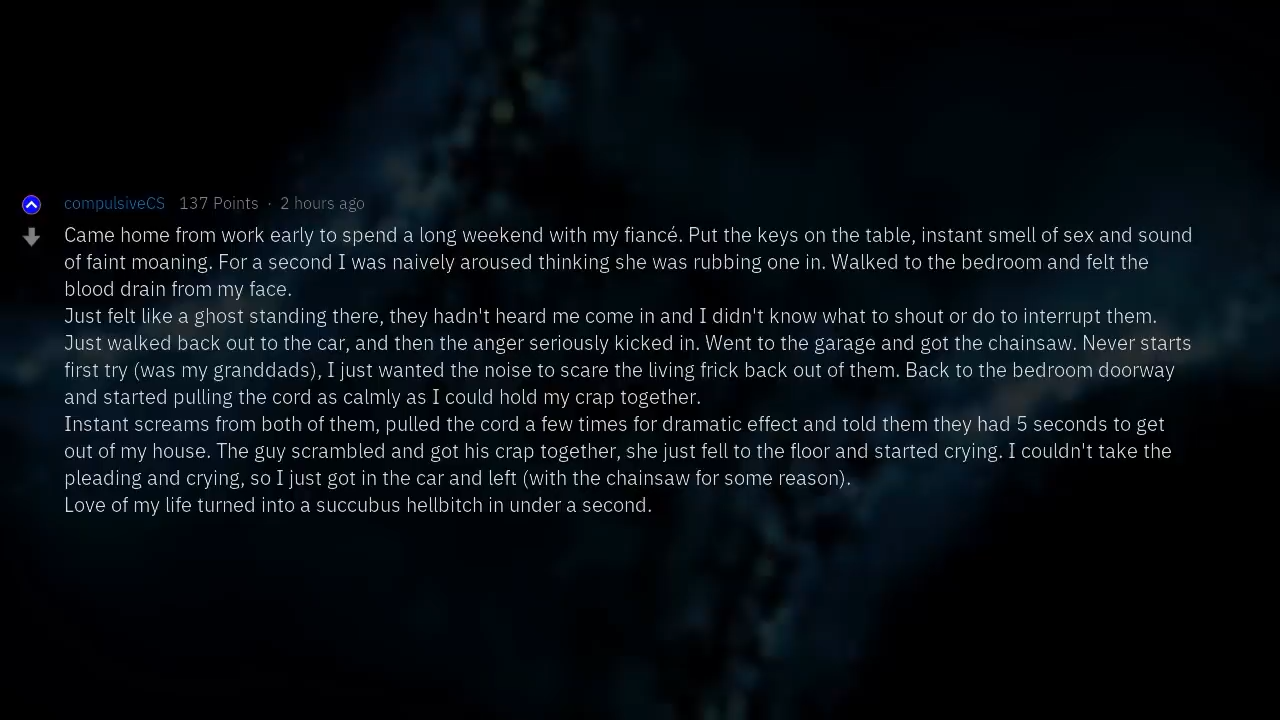 compulsiveCS 137 Points · 2 hours ago
Came home from work early to spend a long weekend with my fiancé. Put the keys on the table, instant smell of sex and sound
of faint moaning. For a second I was naively aroused thinking she was rubbing one in. Walked to the bedroom and felt the
blood drain from my face.
Just felt like a ghost standing there, they hadn't heard me come in and I didn't know what to shout or do to interrupt them.
Just walked back out to the car, and then the anger seriously kicked in. Went to the garage and got the chainsaw. Never starts
first try (was my granddads), I just wanted the noise to scare the living frick back out of them. Back to the bedroom doorway
and started pulling the cord as calmly as I could hold my crap together.
Instant screams from both of them, pulled the cord a few times for dramatic effect and told them they had 5 seconds to get
out of my house. The guy scrambled and got his crap together, she just fell to the floor and started crying. I couldn't take the
pleading and crying, so I just got in the car and left (with the chainsaw for some reason).
Love of my life turned into a succubus hellbitch in under a second.